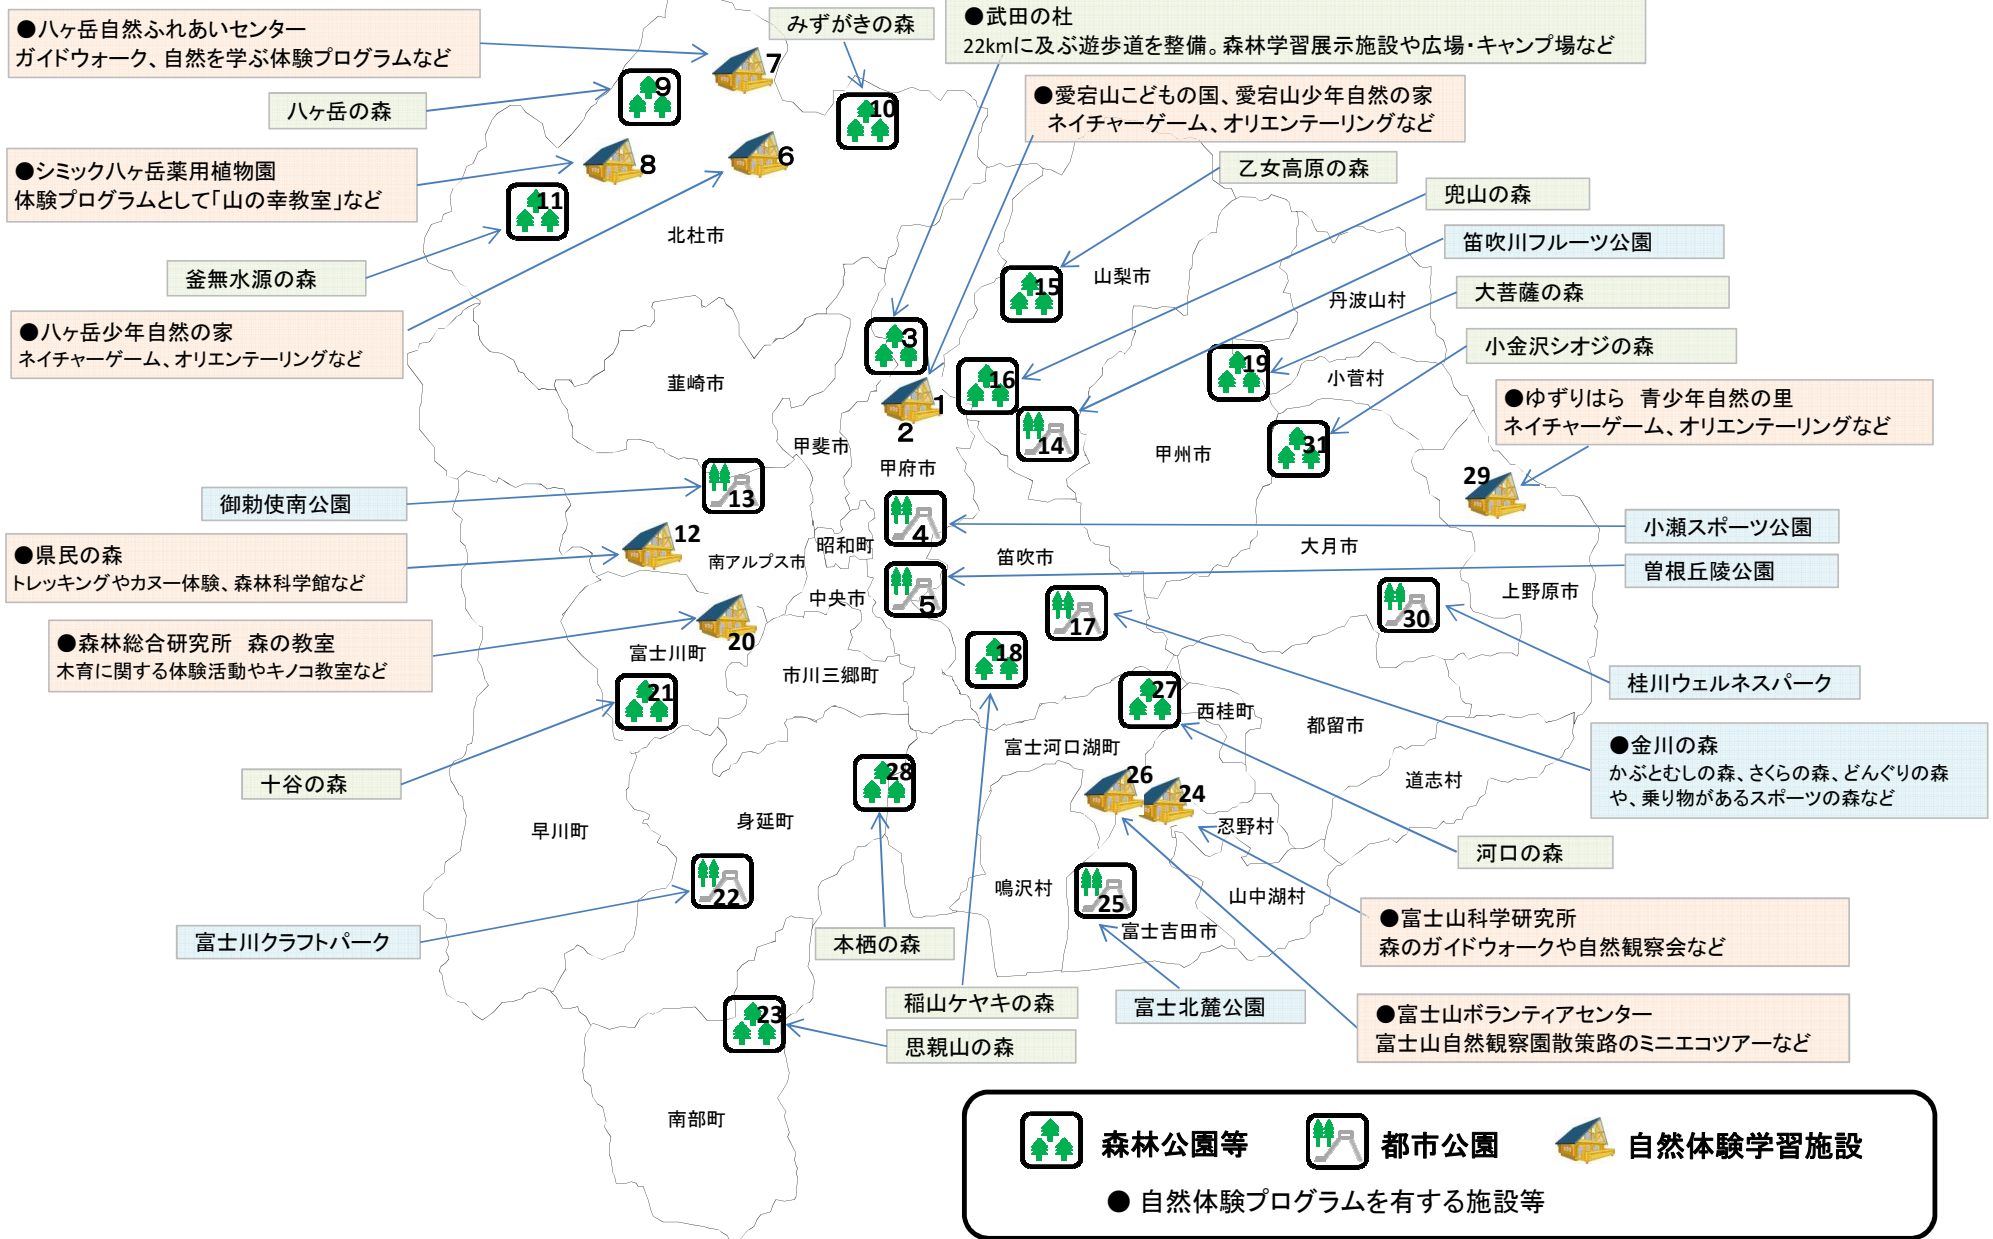 ●八ヶ岳自然ふれあいセンター
ガイドウォーク、自然を学ぶ体験プログラムなど
みずがきの森
●武田の杜
22kmに及ぶ遊歩道を整備。森林学習展示施設や広場・キャンプ場など
八ヶ岳の森
●愛宕山こどもの国、愛宕山少年自然の家
ネイチャーゲーム、オリエンテーリングなど
●シミック八ヶ岳薬用植物園
体験プログラムとして「山の幸教室」など
乙女高原の森
兜山の森
笛吹川フルーツ公園
釜無水源の森
大菩薩の森
●八ヶ岳少年自然の家
ネイチャーゲーム、オリエンテーリングなど
小金沢シオジの森
●ゆずりはら　青少年自然の里
ネイチャーゲーム、オリエンテーリングなど
御勅使南公園
小瀬スポーツ公園
●県民の森
トレッキングやカヌー体験、森林科学館など
曽根丘陵公園
●森林総合研究所　森の教室
木育に関する体験活動やキノコ教室など
桂川ウェルネスパーク
●金川の森
かぶとむしの森、さくらの森、どんぐりの森
や、乗り物があるスポーツの森など
十谷の森
河口の森
富士川クラフトパーク
本栖の森
●富士山科学研究所
森のガイドウォークや自然観察会など
稲山ケヤキの森
富士北麓公園
●富士山ボランティアセンター
富士山自然観察園散策路のミニエコツアーなど
思親山の森
7
9
10
6
8
11
北杜市
15
山梨市
丹波山村
3
韮崎市
16
19
小菅村
1
2
14
甲斐市
甲府市
甲州市
31
29
13
4
12
南アルプス市
昭和町
笛吹市
大月市
5
中央市
上野原市
17
30
20
富士川町
18
市川三郷町
21
27
西桂町
都留市
富士河口湖町
28
26
24
道志村
早川町
身延町
忍野村
22
鳴沢村
25
山中湖村
富士吉田市
23
南部町
森林公園等
都市公園
自然体験学習施設
● 自然体験プログラムを有する施設等